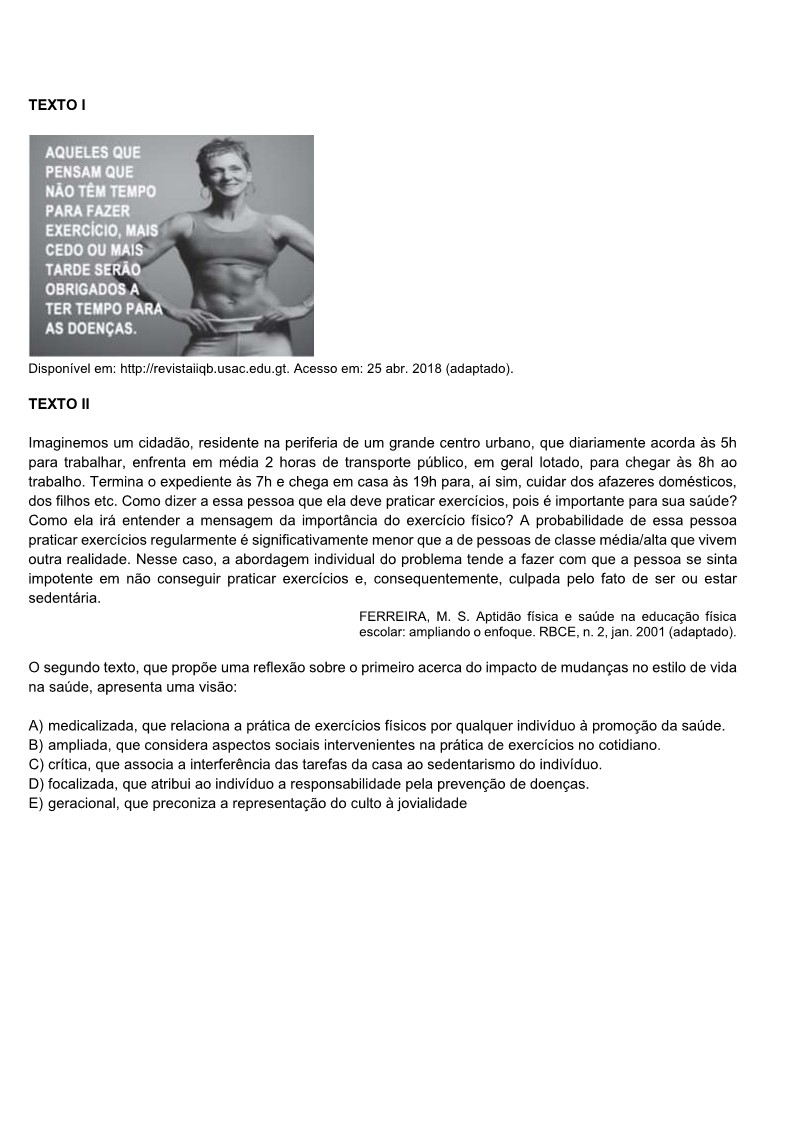 TEXTO I
AQUELES QUE
PENSAM QUE
NÃO TÊM TEMPO
PARA FAZER
EXERCÍCIO, MAIS
CEDO OU MAIS
TARDE SERÃO
OBRIGADOS A
TER TEMPO PARA
AS DOENÇAS.
Disponível em: http://revistaiiqb.usac.edu.gt. Acesso em: 25 abr. 2018 (adaptado).
TEXTO II
Imaginemos um cidadão, residente na periferia de um grande centro urbano, que diariamente acorda às 5h
para trabalhar, enfrenta em média 2 horas de transporte público, em geral lotado, para chegar às 8h ao
trabalho. Termina o expediente às 7h e chega em casa às 19h para, aí sim, cuidar dos afazeres domésticos,
dos filhos etc. Como dizer a essa pessoa que ela deve praticar exercícios, pois é importante para sua saúde?
Como ela irá entender a mensagem da importância do exercício físico? A probabilidade de essa pessoa
praticar exercícios regularmente é significativamente menor que a de pessoas de classe média/alta que vivem
outra realidade. Nesse caso, a abordagem individual do problema tende a fazer com que a pessoa se sinta
impotente em não conseguir praticar exercícios e, consequentemente, culpada pelo fato de ser ou estar
sedentária.
FERREIRA, M. S. Aptidão física e saúde na educação física
escolar: ampliando o enfoque. RBCE, n. 2, jan. 2001 (adaptado).
O segundo texto, que propõe uma reflexão sobre o primeiro acerca do impacto de mudanças no estilo de vida
na saúde, apresenta uma visão:
A) medicalizada, que relaciona a prática de exercícios físicos por qualquer indivíduo à promoção da saúde.
B) ampliada, que considera aspectos sociais intervenientes na prática de exercícios no cotidiano.
C) crítica, que associa a interferência das tarefas da casa ao sedentarismo do indivíduo.
D) focalizada, que atribui ao indivíduo a responsabilidade pela prevenção de doenças.
E) geracional, que preconiza a representação do culto à jovialidade